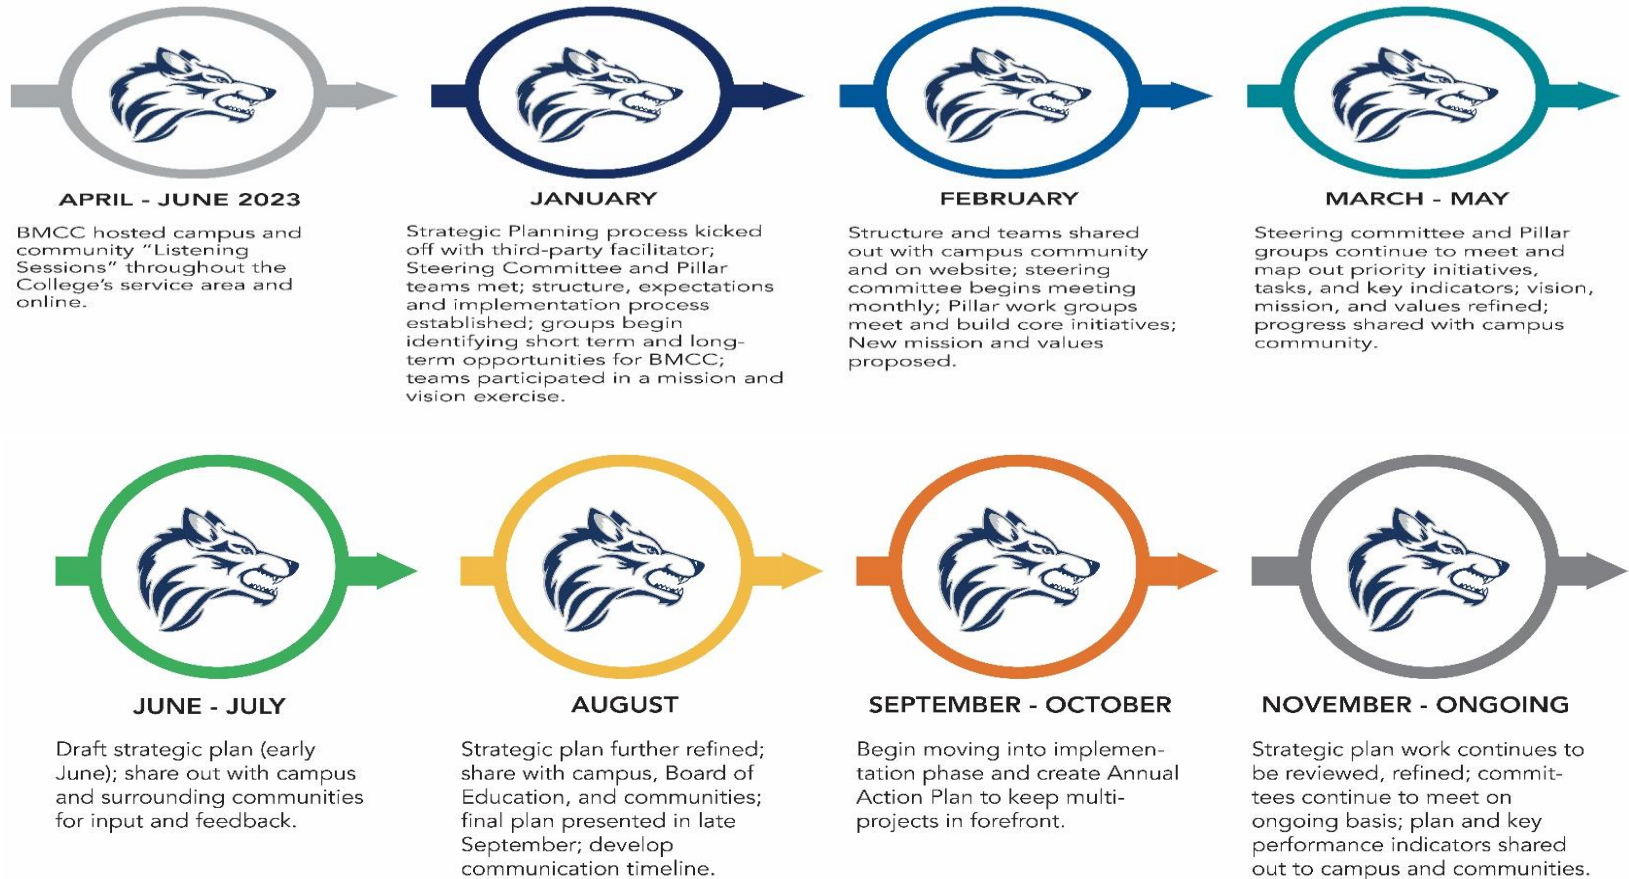 APRIL - JUNE 2023
BMCC hosted campus and
community “Listening
Sessions” throughout the
College’s service area and
online.
JANUARY
Strategic Planning process kicked
off with third-party facilitator;
Steering Committee and Pillar
teams met; structure, expectations
and implementation process
established; groups begin
identifying short term and long-
term opportunities for BMCC;
teams participated in a mission and
vision exercise.
FEBRUARY
Structure and teams shared
out with campus community
and on website; steering
committee begins meeting
monthly; Pillar work groups
meet and build core initiatives;
New mission and values
proposed.
MARCH - MAY
Steering committee and Pillar
groups continue to meet and
map out priority initiatives,
tasks, and key indicators; vision,
mission, and values refined;
progress shared with campus
community.
JUNE - JULY
Draft strategic plan (early
June); share out with campus
and surrounding communities
for input and feedback.
AUGUST
Strategic plan further refined;
share with campus, Board of
Education, and communities;
final plan presented in late
September; develop
communication timeline.
SEPTEMBER - OCTOBER
Begin moving into implemen-
tation phase and create Annual
Action Plan to keep multi-
projects in forefront.
NOVEMBER - ONGOING
Strategic plan work continues to
be reviewed, refined; commit-
tees continue to meet on
ongoing basis; plan and key
performance indicators shared
out to campus and communities.